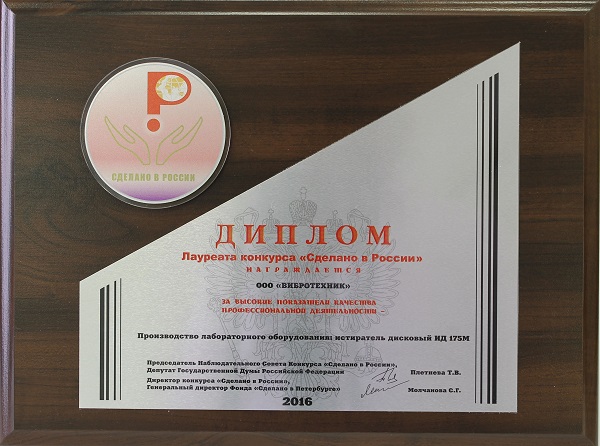 Р
СДЕЛАНО В РОССИИ
ДИПЛОМ
Лауреата конкурса «Сделано в России»
НАГРАЖДАЕТСЯ
ООО «ВИБРОТЕХНИК»
ЗА ВЫСОКИЕ ПОКАЗАТЕЛИ КАЧЕСТВА
ПРОФЕССИОНАЛЬНОЙ ДЕЯТЕЛЬНОСТИ –
Производство лабораторного оборудования: истиратель дисковый ИД 175М
Председатель Наблюдательного Совета Конкурса «Сделано в России»,
Депутат Государственной Думы Российской Федерации Плотнева Т.В.
Директор конкурса «Сделано в России»,
Генеральный директор Фонда «Сделано в Петербурге» Молчанова С.Г.
2016